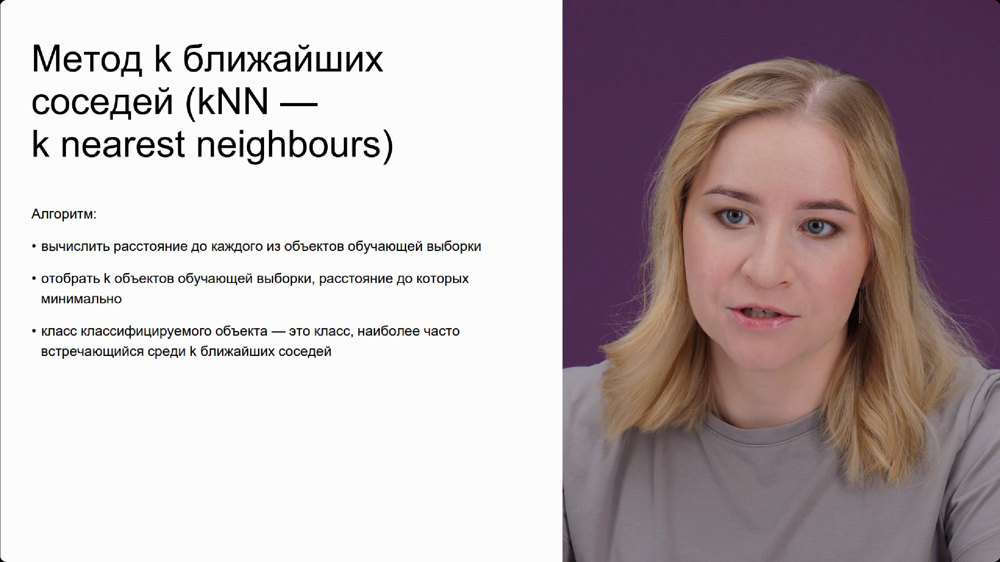 Метод k ближайших
соседей (kNN —
k nearest neighbours)
Алгоритм:
• вычислить расстояние до каждого из объектов обучающей выборки
• отобрать k объектов обучающей выборки, расстояние до которых
минимально
• класс классифицируемого объекта — это класс, наиболее часто
встречающийся среди k ближайших соседей